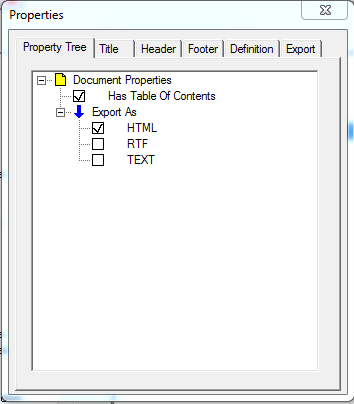 Properties
Property Tree Title Header Footer Definition Export
Document Properties
Has Table Of Contents
Export As
HTML
RTF
TEXT